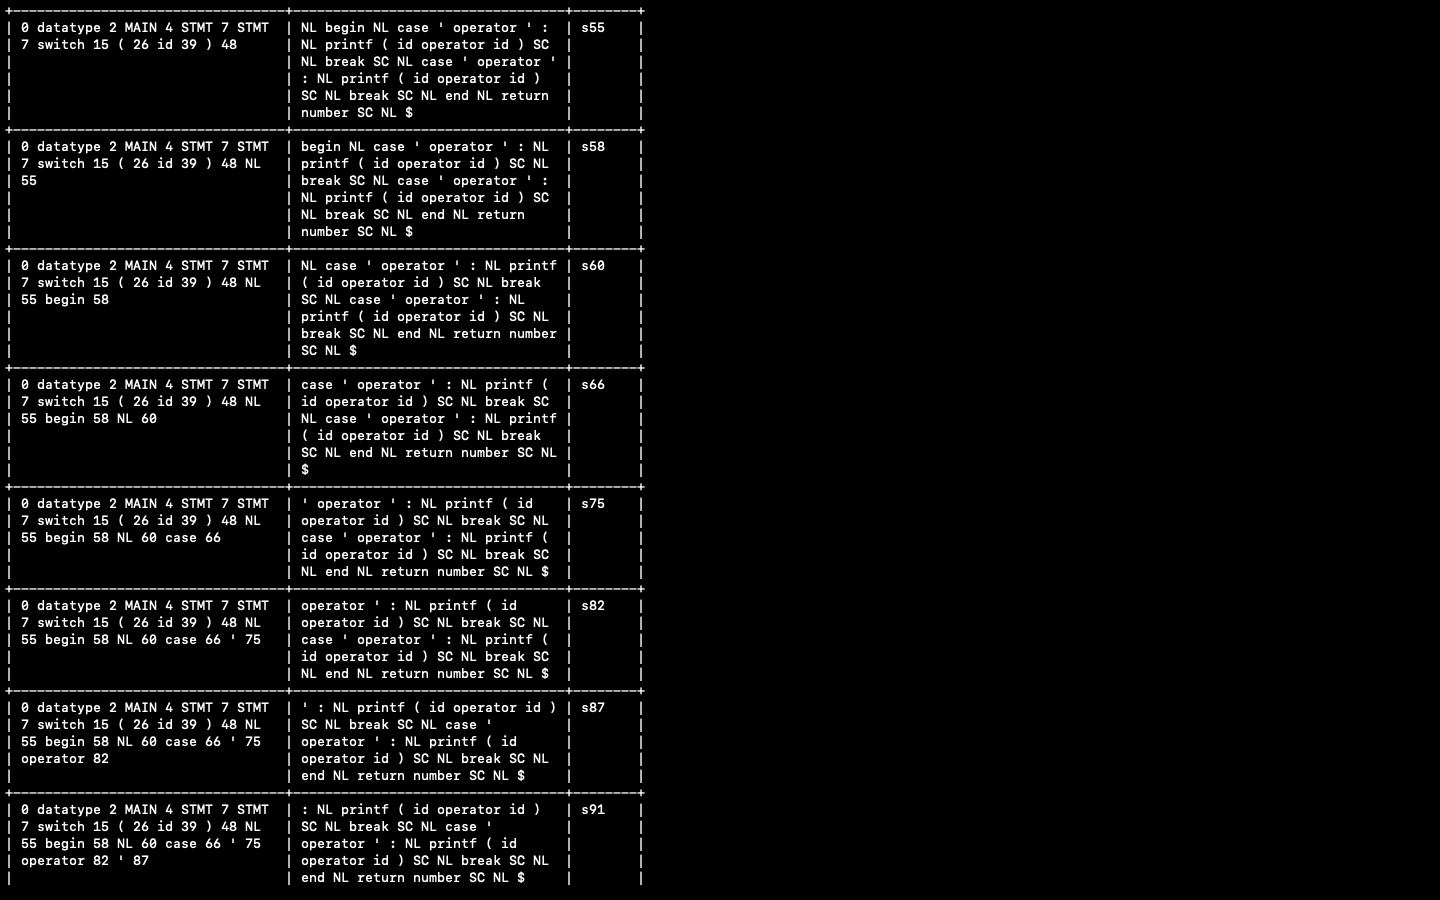 +----------------------------------+----------------------------------+--------+
| 0 datatype 2 MAIN 4 STMT 7 STMT | NL begin NL case ' operator ' : | s55 |
| 7 switch 15 ( 26 id 39 ) 48 | NL printf ( id operator id ) SC | |
| | NL break SC NL case ' operator ' | |
| | : NL printf ( id operator id ) | |
| | SC NL break SC NL end NL return | |
| | number SC NL $ | |
+----------------------------------+----------------------------------+--------+
| 0 datatype 2 MAIN 4 STMT 7 STMT | begin NL case ' operator ' : NL | s58 |
| 7 switch 15 ( 26 id 39 ) 48 NL | printf ( id operator id ) SC NL | |
| 55 | break SC NL case ' operator ' : | |
| | NL printf ( id operator id ) SC | |
| | NL break SC NL end NL return | |
| | number SC NL $ | |
+----------------------------------+----------------------------------+--------+
| 0 datatype 2 MAIN 4 STMT 7 STMT | NL case ' operator ' : NL printf | s60 |
| 7 switch 15 ( 26 id 39 ) 48 NL | ( id operator id ) SC NL break | |
| 55 begin 58 | SC NL case ' operator ' : NL | |
| | printf ( id operator id ) SC NL | |
| | break SC NL end NL return number | |
| | SC NL $ | |
+----------------------------------+----------------------------------+--------+
| 0 datatype 2 MAIN 4 STMT 7 STMT | case ' operator ' : NL printf ( | s66 |
| 7 switch 15 ( 26 id 39 ) 48 NL | id operator id ) SC NL break SC | |
| 55 begin 58 NL 60 | NL case ' operator ' : NL printf | |
| | ( id operator id ) SC NL break | |
| | SC NL end NL return number SC NL | |
| | $ | |
+----------------------------------+----------------------------------+--------+
| 0 datatype 2 MAIN 4 STMT 7 STMT | ' operator ' : NL printf ( id | s75 |
| 7 switch 15 ( 26 id 39 ) 48 NL | operator id ) SC NL break SC NL | |
| 55 begin 58 NL 60 case 66 | case ' operator ' : NL printf ( | |
| | id operator id ) SC NL break SC | |
| | NL end NL return number SC NL $ | |
+----------------------------------+----------------------------------+--------+
| 0 datatype 2 MAIN 4 STMT 7 STMT | operator ' : NL printf ( id | s82 |
| 7 switch 15 ( 26 id 39 ) 48 NL | operator id ) SC NL break SC NL | |
| 55 begin 58 NL 60 case 66 ' 75 | case ' operator ' : NL printf ( | |
| | id operator id ) SC NL break SC | |
| | NL end NL return number SC NL $ | |
+----------------------------------+----------------------------------+--------+
| 0 datatype 2 MAIN 4 STMT 7 STMT | ' : NL printf ( id operator id ) | s87 |
| 7 switch 15 ( 26 id 39 ) 48 NL | SC NL break SC NL case ' | |
| 55 begin 58 NL 60 case 66 ' 75 | operator ' : NL printf ( id | |
| operator 82 | operator id ) SC NL break SC NL | |
| | end NL return number SC NL $ | |
+----------------------------------+----------------------------------+--------+
| 0 datatype 2 MAIN 4 STMT 7 STMT | : NL printf ( id operator id ) | s91 |
| 7 switch 15 ( 26 id 39 ) 48 NL | SC NL break SC NL case ' | |
| 55 begin 58 NL 60 case 66 ' 75 | operator ' : NL printf ( id | |
| operator 82 ' 87 | operator id ) SC NL break SC NL | |
| | end NL return number SC NL $ | |